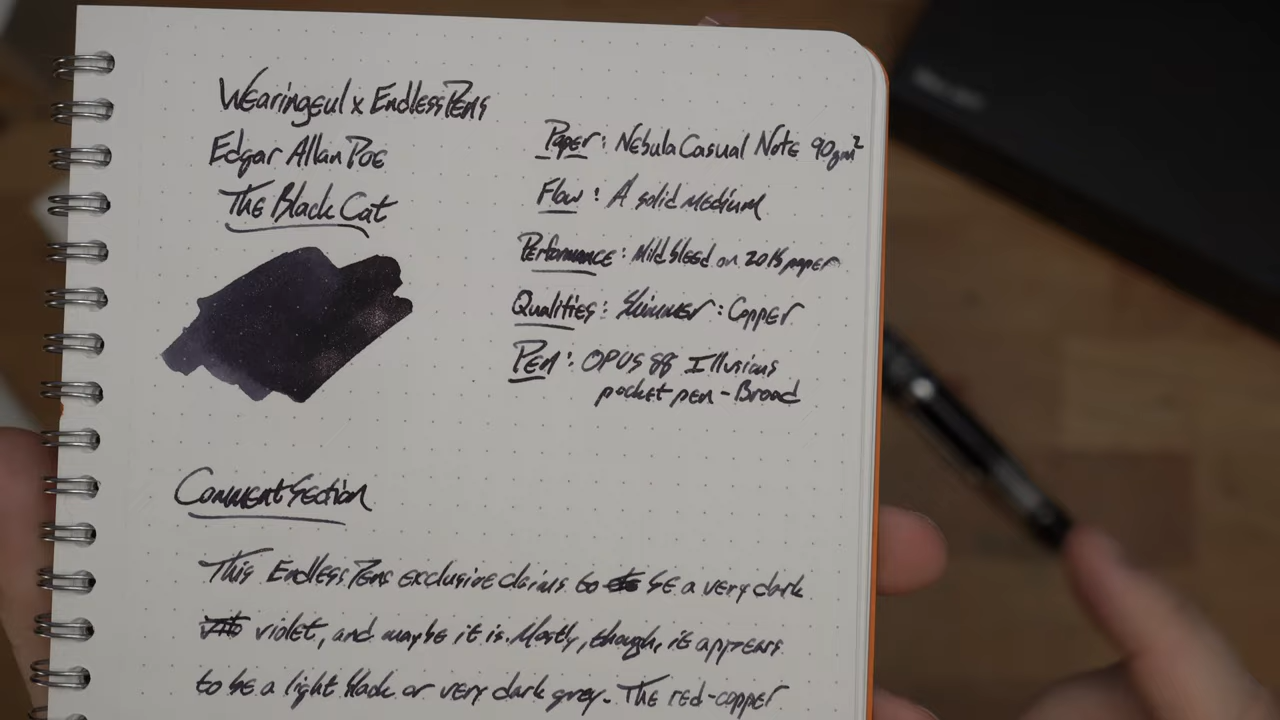 Wearingeul x Endless Pens
Edgar Allan Poe
The Black Cat
Paper: Nebula Casual Note 90gm²
Flow: A solid medium
Performance: Mild bleed on 20lb paper
Qualities: Shimmer: Copper
Pen: OPUS 88 Illusions
pocket pen - Broad
Comment Section
This Endless Pens exclusive claims to be a very dark
violet, and maybe it is. Mostly, though, it appears
to be a light black or very dark grey. The red-copper